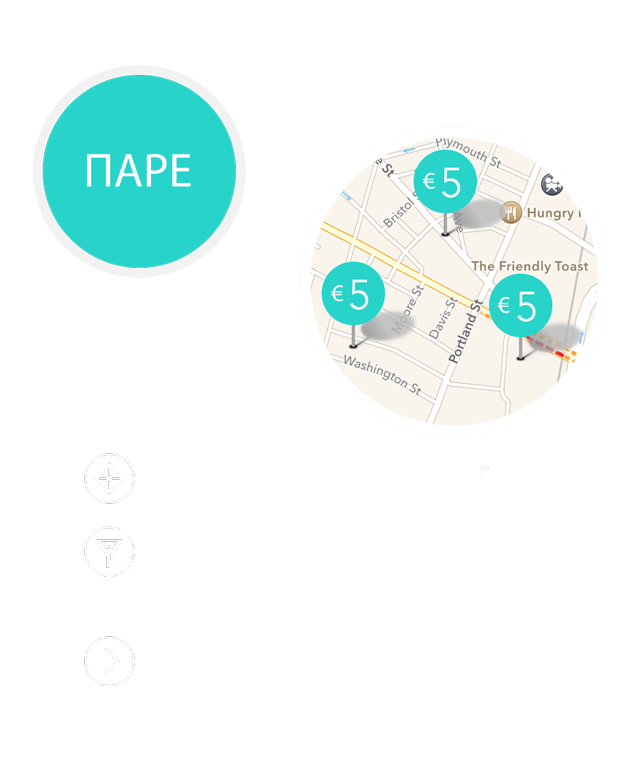 ΠΑΡΕ
Plymouth St
€ 5
Bristol S
Hungry
The Friendly Toast
€ 5
€ 5
Moore St
Davis St
Portland St
Washington St